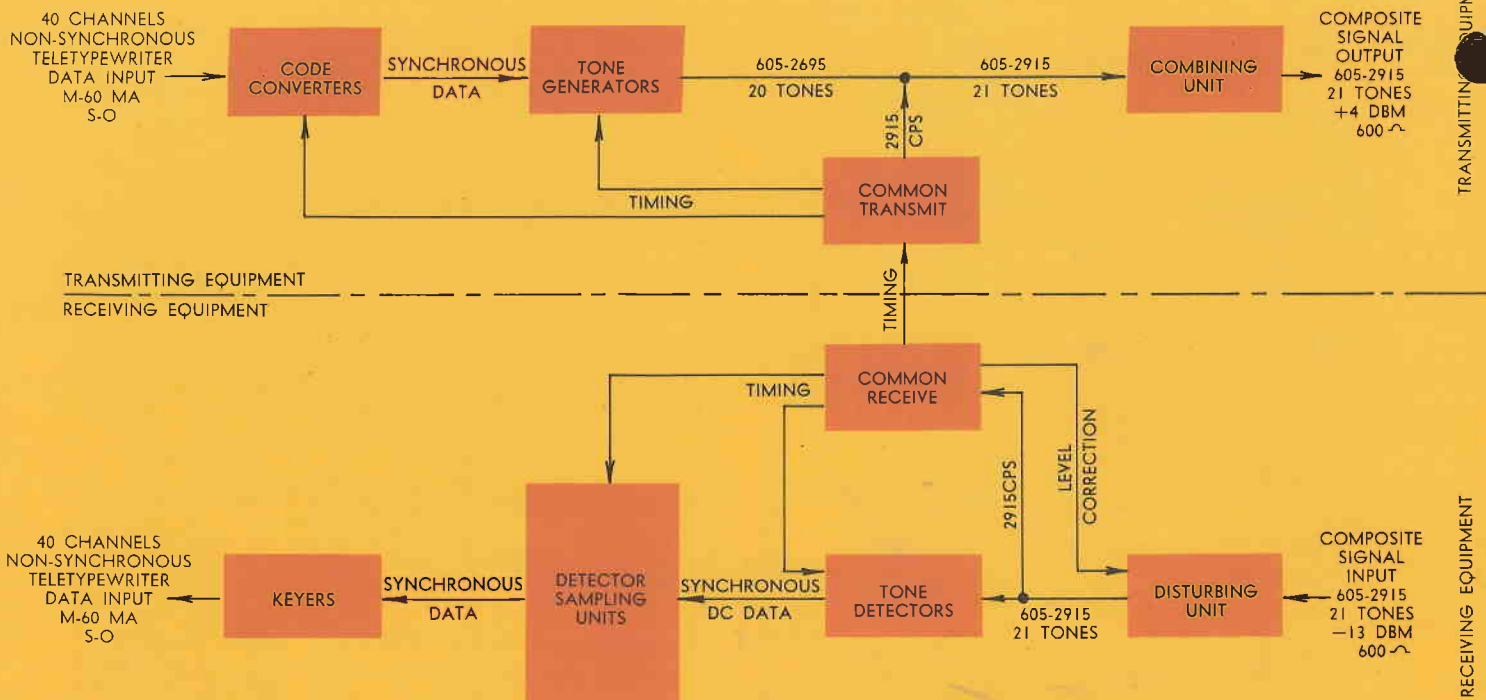 40 CHANNELS
NON-SYNCHRONOUS
TELETYPEWRITER
DATA INPUT
M-60 MA
S-O
CODE
CONVERTERS
SYNCHRONOUS
DATA
TONE
GENERATORS
605-2695
20 TONES
605-2915
21 TONES
COMBINING
UNIT
COMPOSITE
SIGNAL
OUTPUT
605-2915
21 TONES
+4 DBM
600
2915
CPS
TIMING
COMMON
TRANSMIT
TRANSMITTING
TRANSMITTING EQUIPMENT
RECEIVING EQUIPMENT
TIMING
TIMING
COMMON
RECEIVE
2915CPS
LEVEL
CORRECTION
40 CHANNELS
NON-SYNCHRONOUS
TELETYPEWRITER
DATA INPUT
M-60 MA
S-O
KEYERS
SYNCHRONOUS
DATA
DETECTOR
SAMPLING
UNITS
SYNCHRONOUS
DC DATA
TONE
DETECTORS
605-2915
21 TONES
DISTURBING
UNIT
COMPOSITE
SIGNAL
INPUT
605-2915
21 TONES
—13 DBM
600
RECEIVING EQUIPMENT